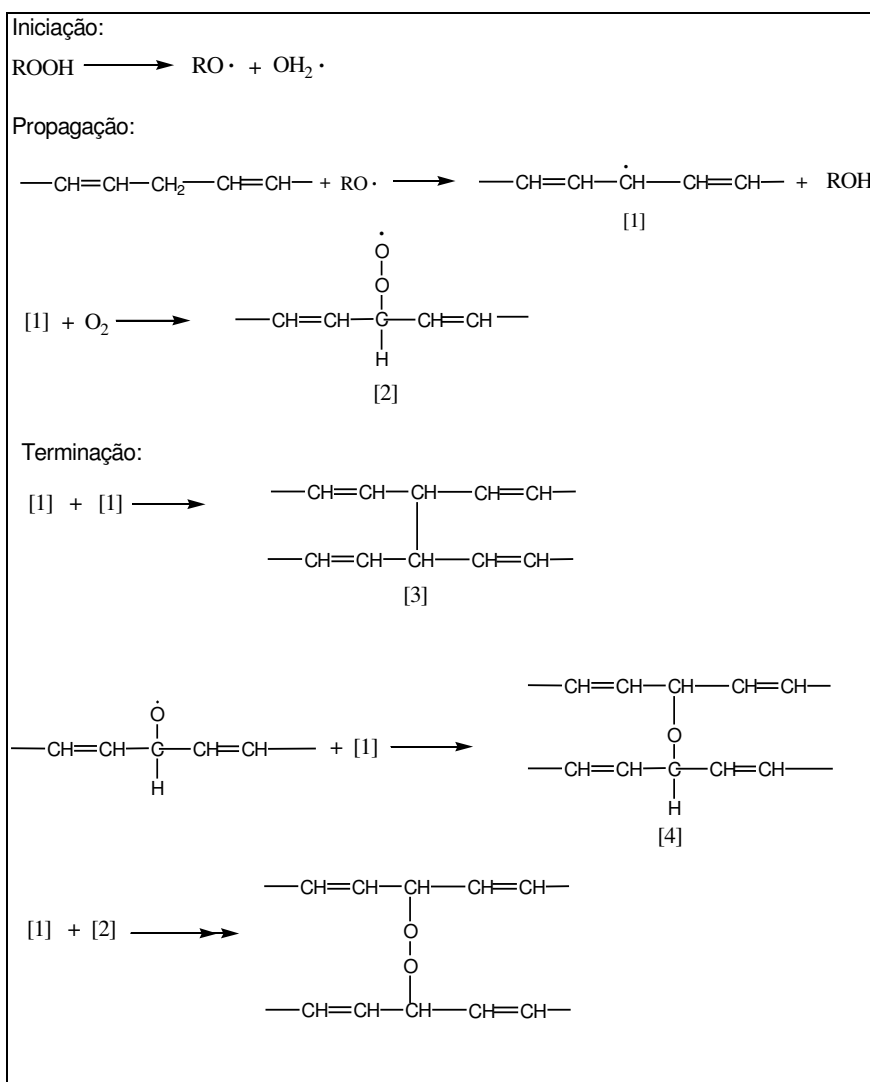 Iniciação:
ROOH → RO· + OH₂·
Propagação:
—CH=CH—CH₂—CH=CH— + RO· → —CH=CH—ĊH—CH=CH— + ROH
[1]
·
O
O
[1] + O₂ → —CH=CH—C—CH=CH—
H
[2]
Terminação:
[1] + [1] → —CH=CH—CH—CH=CH—
—CH=CH—CH—CH=CH—
[3]
—CH=CH—CH—CH=CH—
Ȯ
O
—CH=CH—C—CH=CH— + [1] → —CH=CH—C—CH=CH—
H
H
[4]
—CH=CH—CH—CH=CH—
[1] + [2] → O
O
—CH=CH—CH—CH=CH—